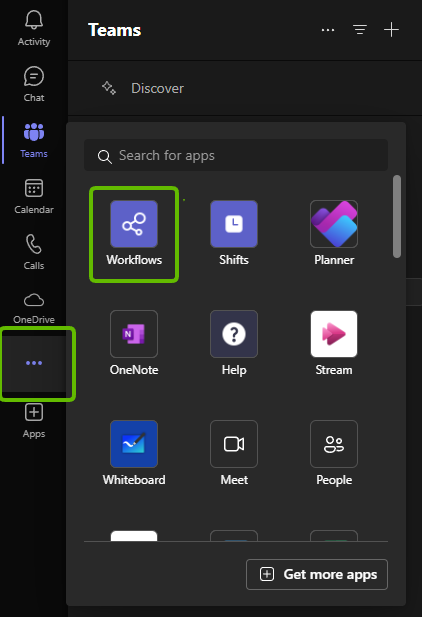 Activity
Chat
Teams
Calendar
Calls
OneDrive
Apps
Teams
Discover
Search for apps
Workflows
Shifts
Planner
N
OneNote
?
Help
Stream
Whiteboard
Meet
People
Get more apps